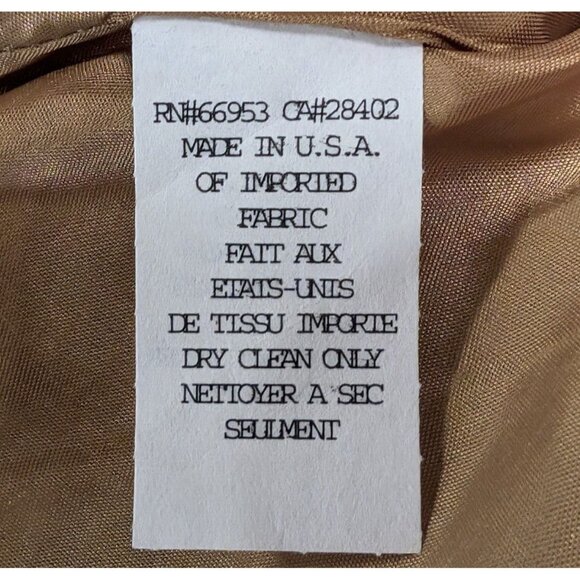 RN#66953 CA#28402
MADE IN U.S.A.
OF IMPORTED
FABRIC
FAIT AUX
ETATS-UNIS
DE TISSU IMPORTE
DRY CLEAN ONLY
NETTOYER A SEC
SEULMENT